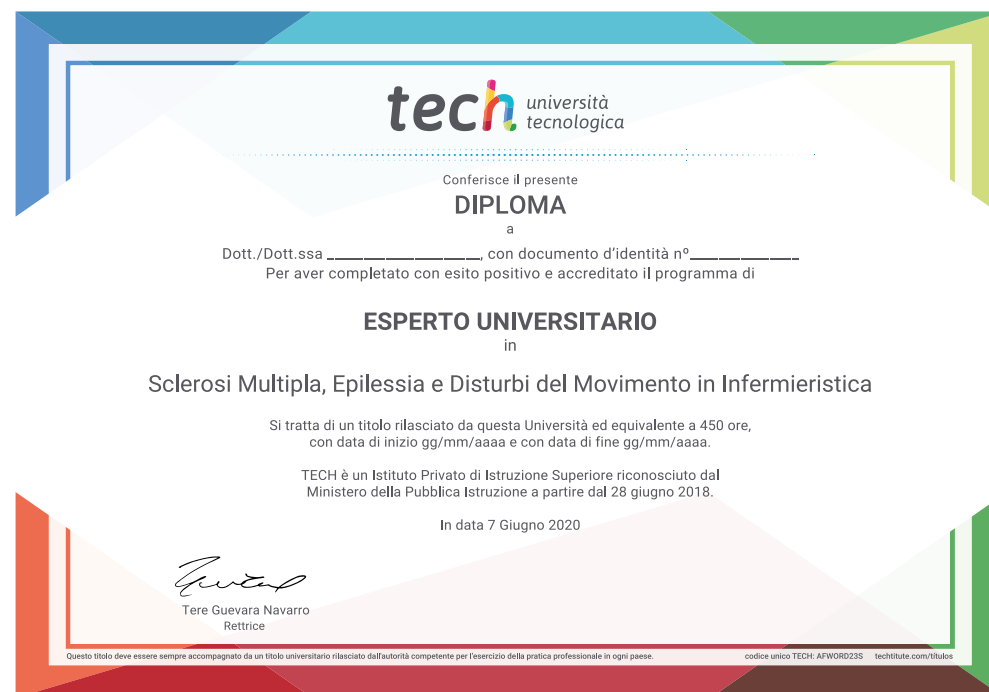 tech università
tecnologica
Conferisce il presente
DIPLOMA
a
Dott./Dott.ssa ____________________, con documento d'identità nº______________
Per aver completato con esito positivo e accreditato il programma di
ESPERTO UNIVERSITARIO
in
Sclerosi Multipla, Epilessia e Disturbi del Movimento in Infermieristica
Si tratta di un titolo rilasciato da questa Università ed equivalente a 450 ore,
con data di inizio gg/mm/aaaa e con data di fine gg/mm/aaaa.
TECH è un Istituto Privato di Istruzione Superiore riconosciuto dal
Ministero della Pubblica Istruzione a partire dal 28 giugno 2018.
In data 7 Giugno 2020
Tere Guevara Navarro
Rettrice
Questo titolo deve essere sempre accompagnato da un titolo universitario rilasciato dall'autorità competente per l'esercizio della pratica professionale in ogni paese. codice unico TECH: AFWORD23S techtitute.com/títulos